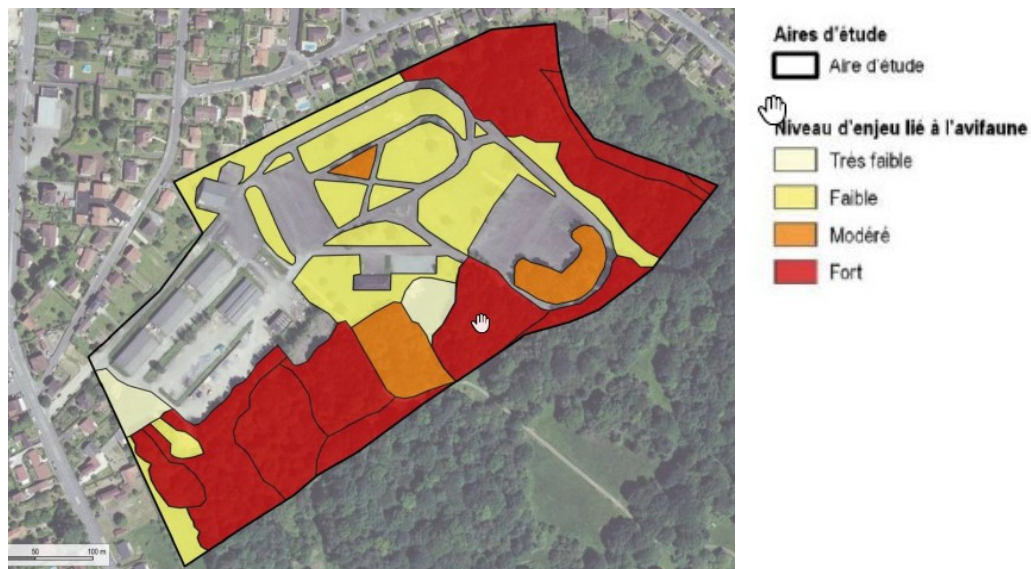 Aires d'étude
Aire d'étude
Niveau d'enjeu lié à l'avifaune
Très faible
Faible
Modéré
Fort
50
100 m